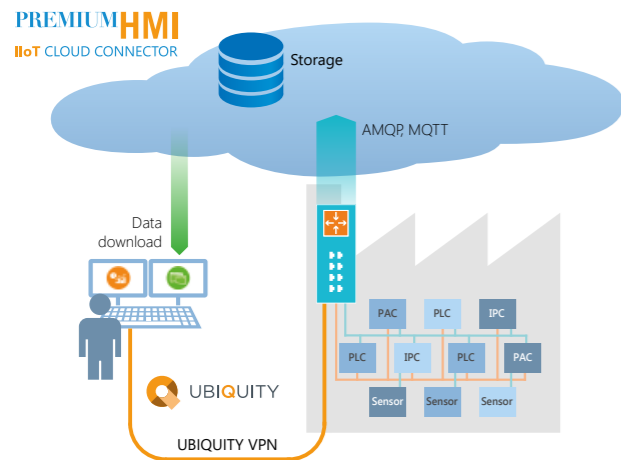 PREMIUM HMI
IIoT CLOUD CONNECTOR
Storage
AMQP, MQTT
Data
download
PAC PLC IPC
PLC IPC PLC PAC
Sensor Sensor Sensor
UBIQUITY
UBIQUITY VPN